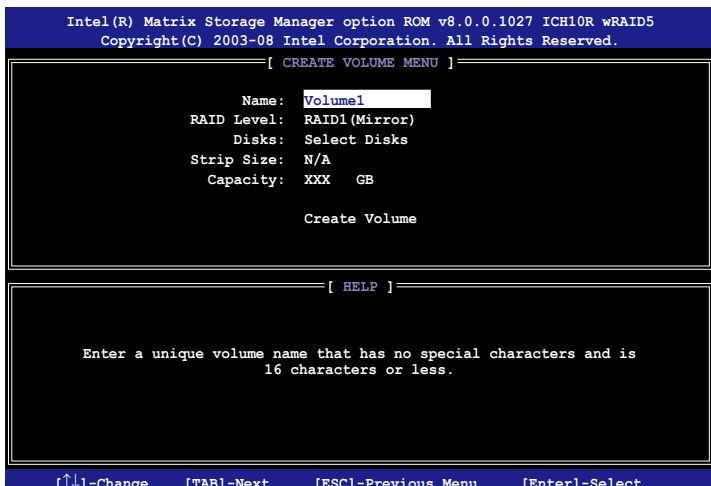 Intel(R) Matrix Storage Manager option ROM v8.0.0.1027 ICH10R wRAID5
Copyright(C) 2003-08 Intel Corporation. All Rights Reserved.
[ CREATE VOLUME MENU ]
Name: Volume1
RAID Level: RAID1(Mirror)
Disks: Select Disks
Strip Size: N/A
Capacity: XXX GB
Create Volume
[ HELP ]
Enter a unique volume name that has no special characters and is
16 characters or less.
[↑↓]-Change [TAB]-Next [ESC]-Previous Menu [Enter]-Select